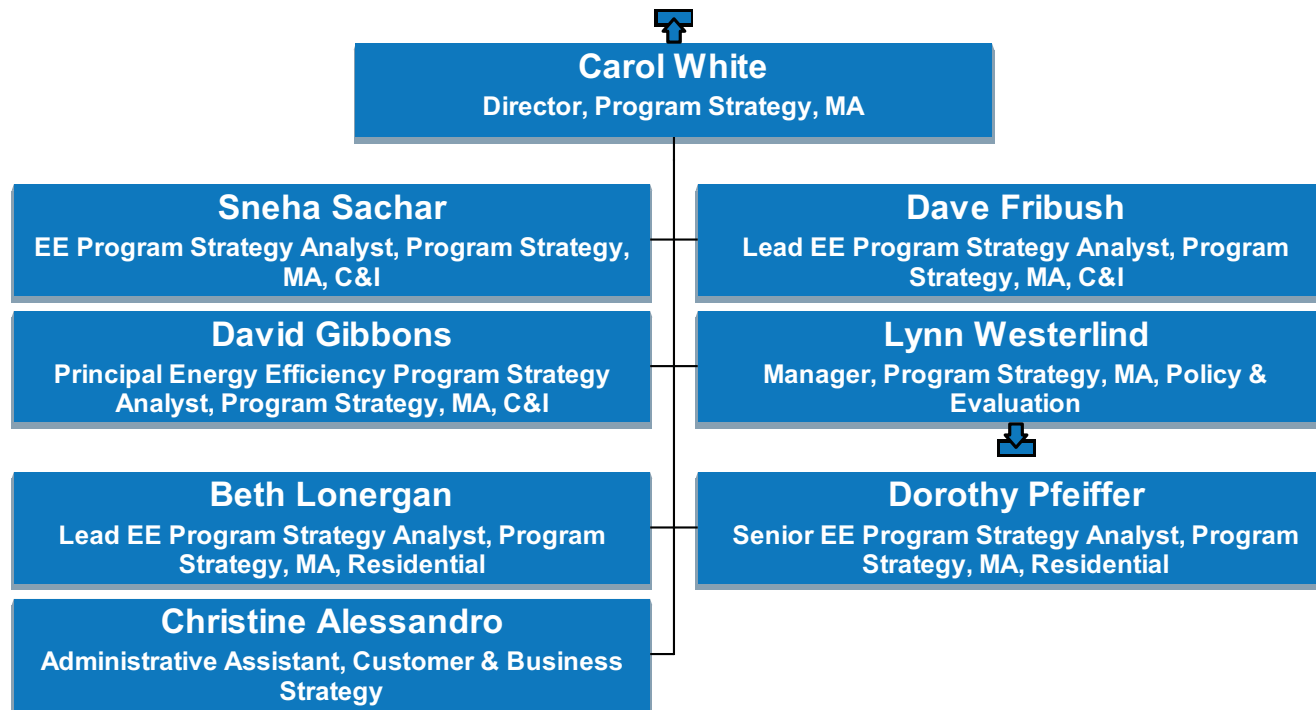 Carol White
Director, Program Strategy, MA
Sneha Sachar
EE Program Strategy Analyst, Program Strategy,
MA, C&I
Dave Fribush
Lead EE Program Strategy Analyst, Program
Strategy, MA, C&I
David Gibbons
Principal Energy Efficiency Program Strategy
Analyst, Program Strategy, MA, C&I
Lynn Westerlind
Manager, Program Strategy, MA, Policy &
Evaluation
Beth Lonergan
Lead EE Program Strategy Analyst, Program
Strategy, MA, Residential
Dorothy Pfeiffer
Senior EE Program Strategy Analyst, Program
Strategy, MA, Residential
Christine Alessandro
Administrative Assistant, Customer & Business
Strategy